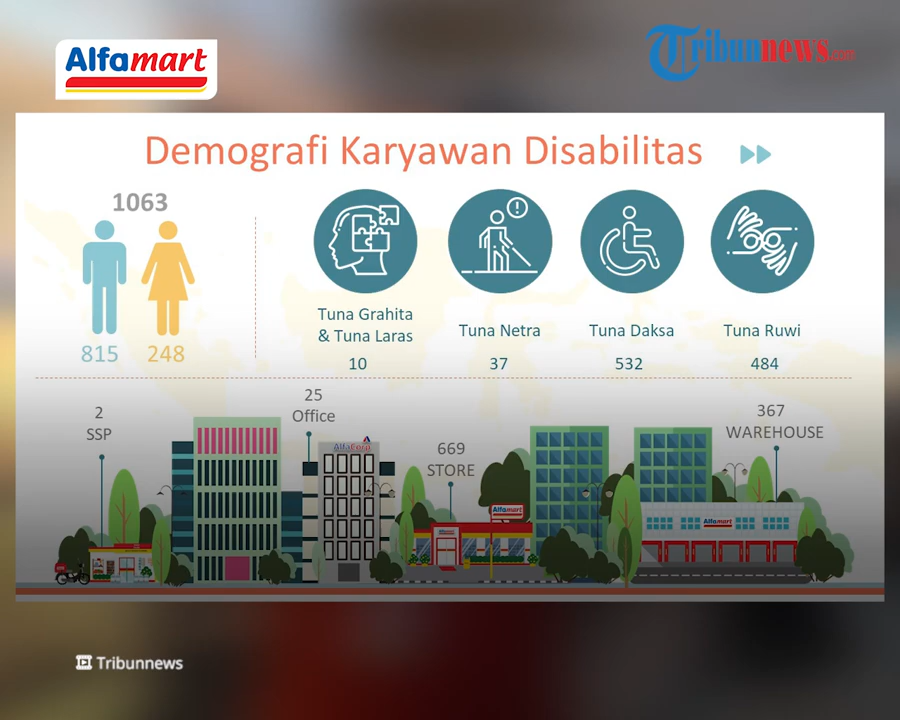 Alfamart
Tribunnews.com
Demografi Karyawan Disabilitas
1063
815
248
Tuna Grahita
& Tuna Laras
10
Tuna Netra
37
Tuna Daksa
532
Tuna Ruwi
484
2
SSP
25
Office
669
STORE
367
WAREHOUSE
AlfaCorp
Alfamart
Alfamart
Tribunnews